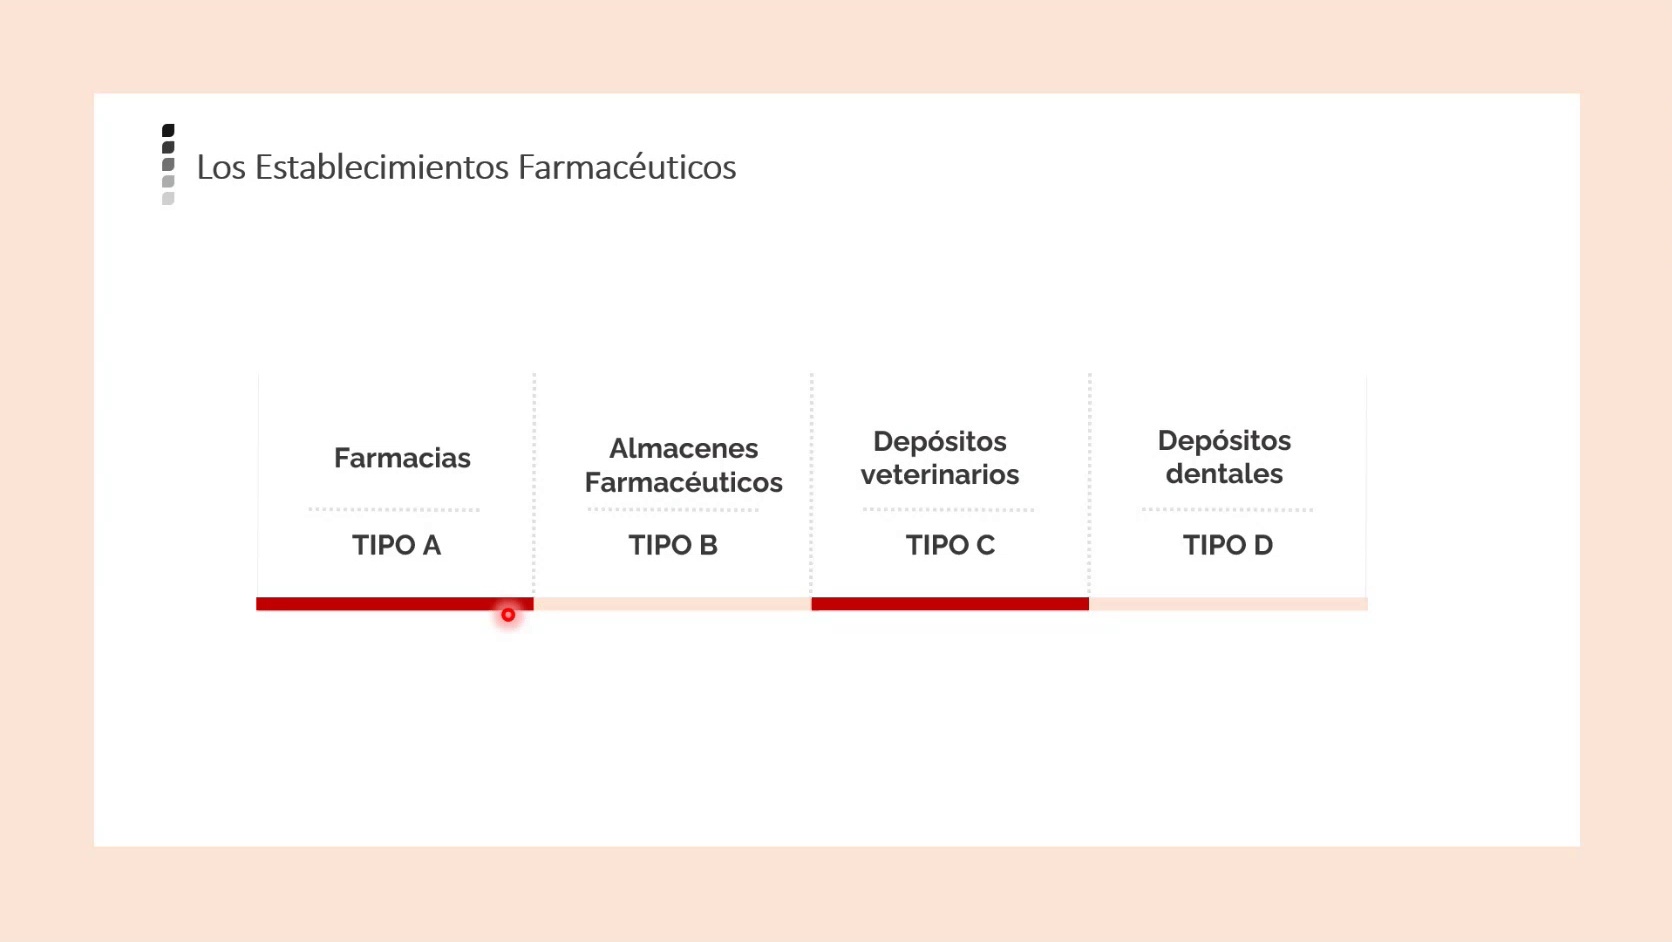 Los Establecimientos Farmacéuticos
Farmacias
TIPO A
Almacenes
Farmacéuticos
TIPO B
Depósitos
veterinarios
TIPO C
Depósitos
dentales
TIPO D